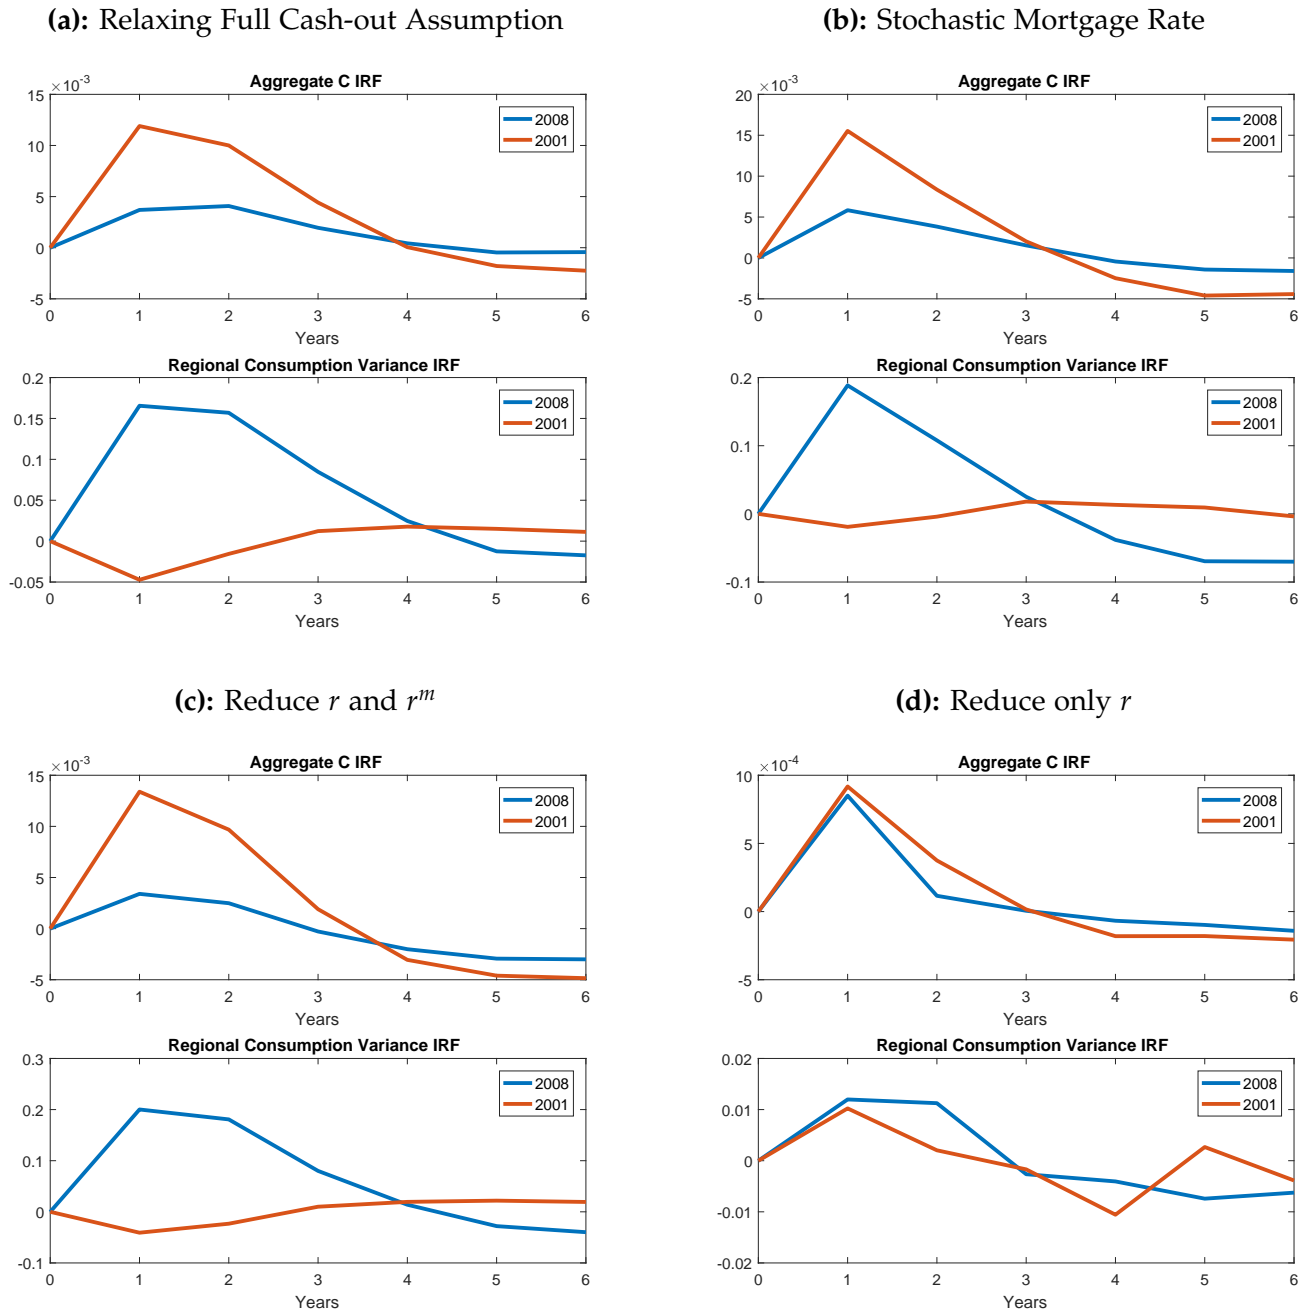 (a): Relaxing Full Cash-out Assumption
Aggregate C IRF
×10^-3
15
10
5
0
-5
0 1 2 3 4 5 6
Years
2008
2001
Regional Consumption Variance IRF
0.2
0.15
0.1
0.05
0
-0.05
0 1 2 3 4 5 6
Years
2008
2001
(b): Stochastic Mortgage Rate
Aggregate C IRF
×10^-3
20
15
10
5
0
-5
0 1 2 3 4 5 6
Years
2008
2001
Regional Consumption Variance IRF
0.2
0.1
0
-0.1
0 1 2 3 4 5 6
Years
2008
2001
(c): Reduce r and r^m
Aggregate C IRF
×10^-3
15
10
5
0
-5
0 1 2 3 4 5 6
Years
2008
2001
Regional Consumption Variance IRF
0.3
0.2
0.1
0
-0.1
0 1 2 3 4 5 6
Years
2008
2001
(d): Reduce only r
Aggregate C IRF
×10^-4
10
5
0
-5
0 1 2 3 4 5 6
Years
2008
2001
Regional Consumption Variance IRF
0.02
0.01
0
-0.01
-0.02
0 1 2 3 4 5 6
Years
2008
2001